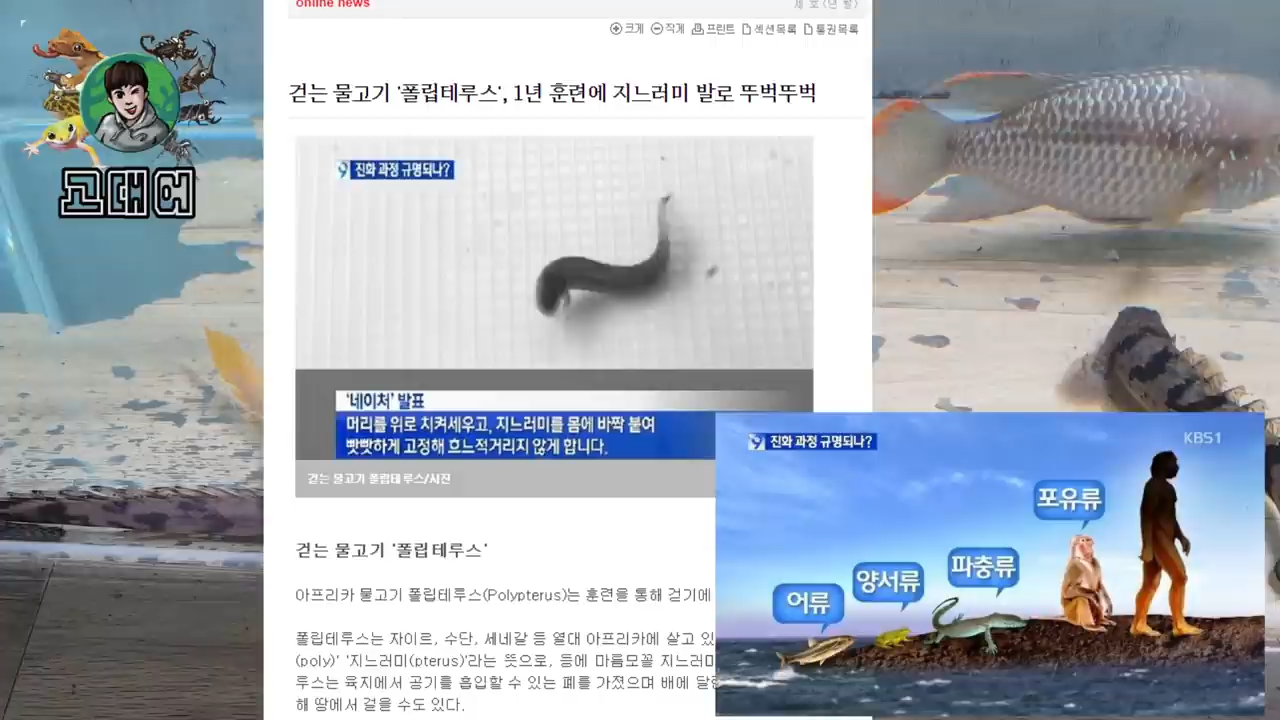 online news
제 호 〈년 월〉
크게 작게 프린트 섹션목록 통권목록
고대어
걷는 물고기 '폴립테루스', 1년 훈련에 지느러미 발로 뚜벅뚜벅
9 진화 과정 규명되나?
'네이처' 발표
머리를 위로 치켜세우고, 지느러미를 몸에 바짝 붙여
빳빳하게 고정해 흐느적거리지 않게 합니다.
걷는 물고기 폴립테루스/사진
걷는 물고기 '폴립테루스'
아프리카 물고기 폴립테루스(Polypterus)는 훈련을 통해 걷기에
폴립테루스는 자이르, 수단, 세네갈 등 열대 아프리카에 살고 있
(poly)' '지느러미(pterus)'라는 뜻으로, 등에 마름모꼴 지느러미
루스는 육지에서 공기를 흡입할 수 있는 폐를 가졌으며 배에 달린
해 땅에서 걸을 수도 있다.
9 진화 과정 규명되나?
KBS1
포유류
파충류
양서류
어류